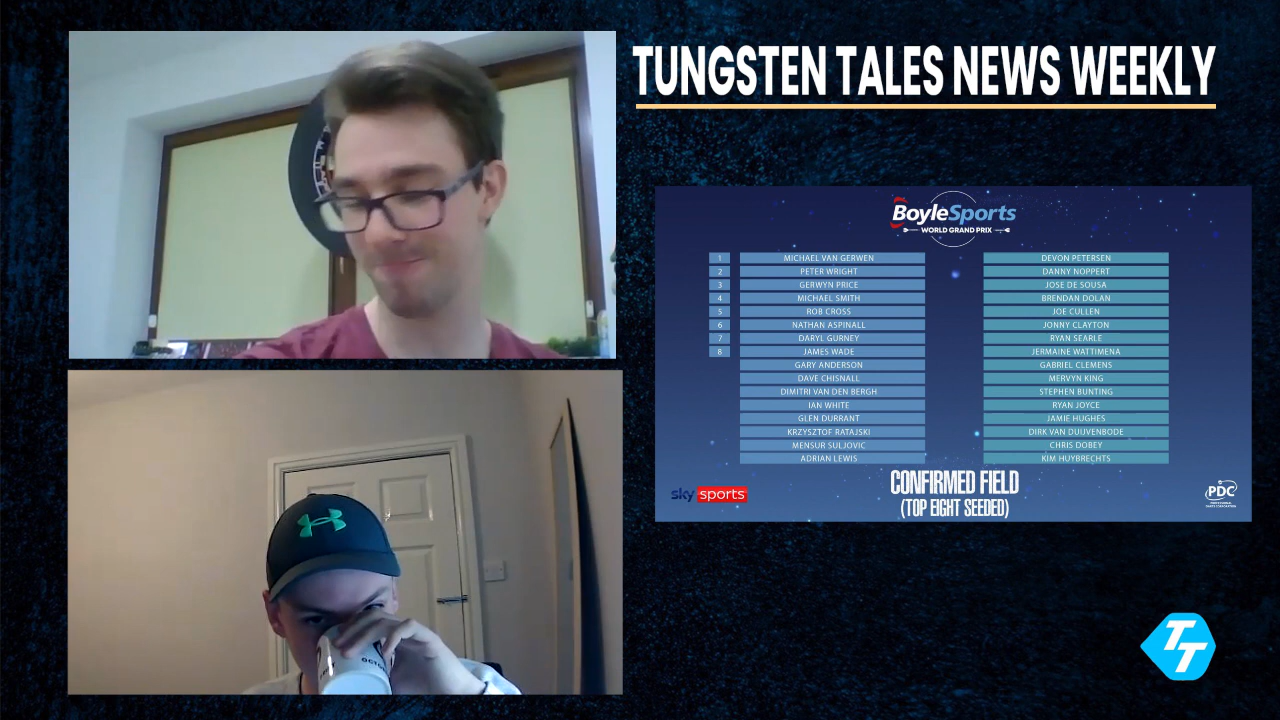 TUNGSTEN TALES NEWS WEEKLY
BoyleSports
WORLD GRAND PRIX
1 MICHAEL VAN GERWEN
2 PETER WRIGHT
3 GERWYN PRICE
4 MICHAEL SMITH
5 ROB CROSS
6 NATHAN ASPINALL
7 DARYL GURNEY
8 JAMES WADE
GARY ANDERSON
DAVE CHISNALL
DIMITRI VAN DEN BERGH
IAN WHITE
GLEN DURRANT
KRZYSZTOF RATAJSKI
MENSUR SULJOVIC
ADRIAN LEWIS
DEVON PETERSEN
DANNY NOPPERT
JOSE DE SOUSA
BRENDAN DOLAN
JOE CULLEN
JONNY CLAYTON
RYAN SEARLE
JERMAINE WATTIMENA
GABRIEL CLEMENS
MERVYN KING
STEPHEN BUNTING
RYAN JOYCE
JAMIE HUGHES
DIRK VAN DUIJVENBODE
CHRIS DOBEY
KIM HUYBRECHTS
CONFIRMED FIELD
(TOP EIGHT SEEDED)
sky sports
PDC
TT